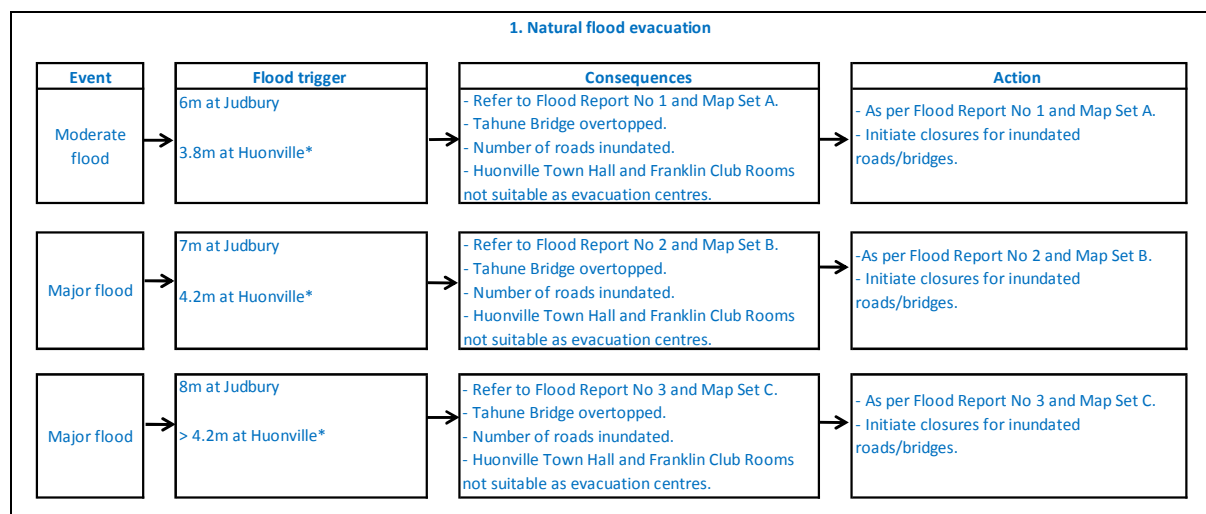 1. Natural flood evacuation
Event
Flood trigger
Consequences
Action
Moderate
flood
6m at Judbury
3.8m at Huonville*
- Refer to Flood Report No 1 and Map Set A.
- Tahune Bridge overtopped.
- Number of roads inundated.
- Huonville Town Hall and Franklin Club Rooms
not suitable as evacuation centres.
- As per Flood Report No 1 and Map Set A.
- Initiate closures for inundated
roads/bridges.
Major flood
7m at Judbury
4.2m at Huonville*
- Refer to Flood Report No 2 and Map Set B.
- Tahune Bridge overtopped.
- Number of roads inundated.
- Huonville Town Hall and Franklin Club Rooms
not suitable as evacuation centres.
-As per Flood Report No 2 and Map Set B.
- Initiate closures for inundated
roads/bridges.
Major flood
8m at Judbury
> 4.2m at Huonville*
- Refer to Flood Report No 3 and Map Set C.
- Tahune Bridge overtopped.
- Number of roads inundated.
- Huonville Town Hall and Franklin Club Rooms
not suitable as evacuation centres.
- As per Flood Report No 3 and Map Set C.
- Initiate closures for inundated
roads/bridges.